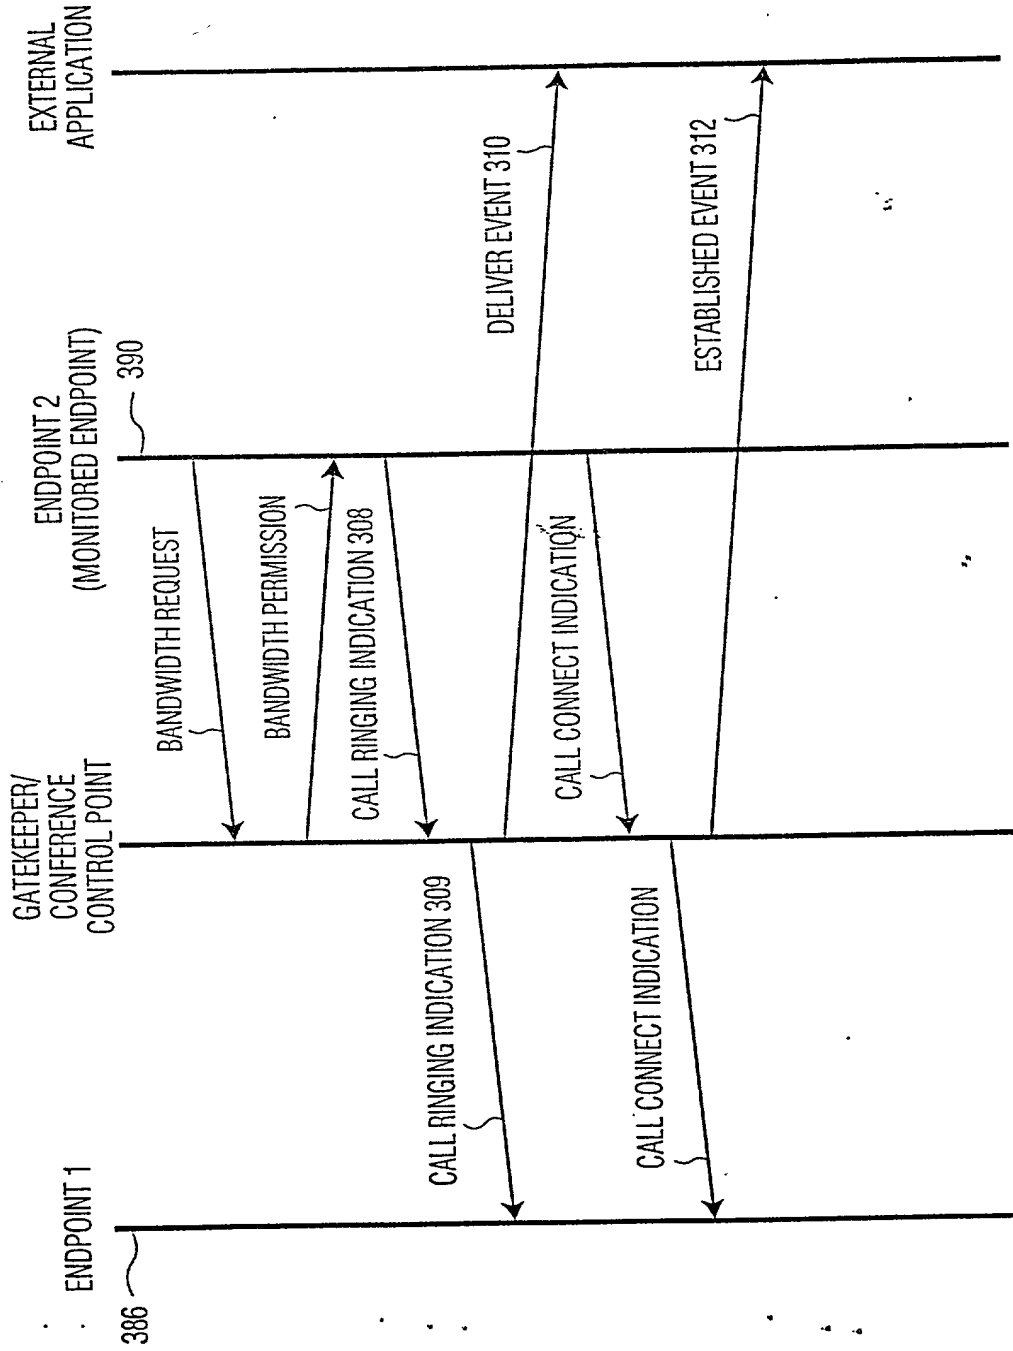 ENDPOINT 1
386
GATEKEEPER/
CONFERENCE
CONTROL POINT
ENDPOINT 2
(MONITORED ENDPOINT)
390
EXTERNAL
APPLICATION
BANDWIDTH REQUEST
BANDWIDTH PERMISSION
CALL RINGING INDICATION 308
CALL RINGING INDICATION 309
DELIVER EVENT 310
CALL CONNECT INDICATION
CALL CONNECT INDICATION
ESTABLISHED EVENT 312